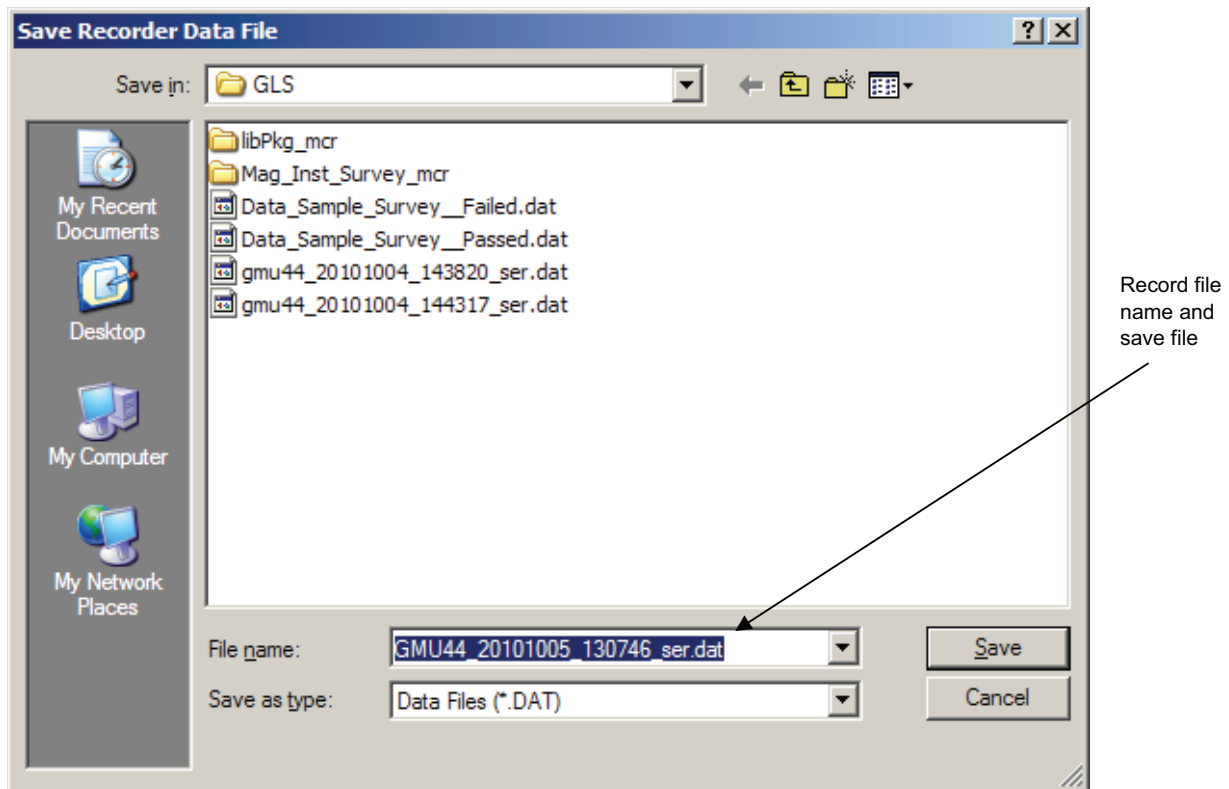 Save Recorder Data File
Save in:
GLS
My Recent
Documents
Desktop
My Computer
My Network
Places
libPkg_mcr
Mag_Inst_Survey_mcr
Data_Sample_Survey__Failed.dat
Data_Sample_Survey__Passed.dat
gmu44_20101004_143820_ser.dat
gmu44_20101004_144317_ser.dat
Record file
name and
save file
File name:
GMU44_20101005_130746_ser.dat
Save
Save as type:
Data Files (*.DAT)
Cancel